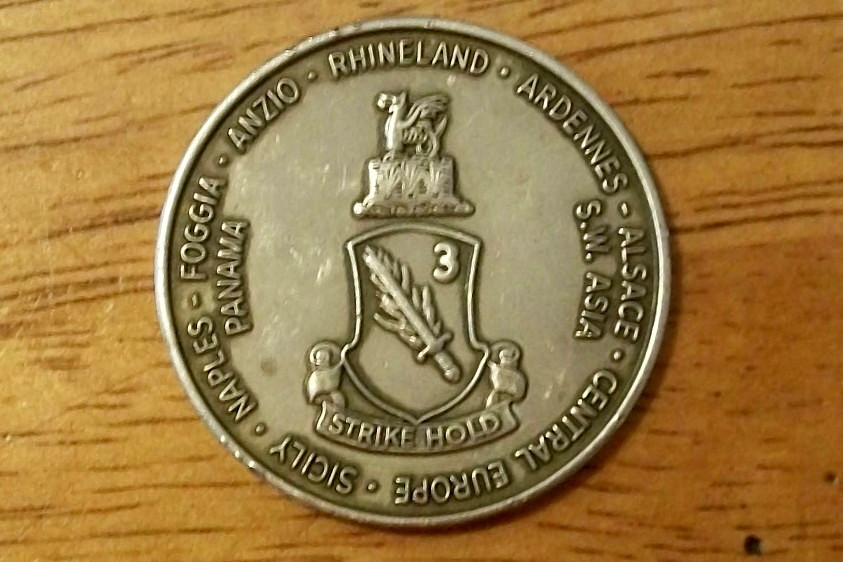 SICILY · NAPLES - FOGGIA · ANZIO · RHINELAND · ARDENNES - ALSACE · CENTRAL EUROPE ·
PANAMA
S.W. ASIA
3
STRIKE HOLD